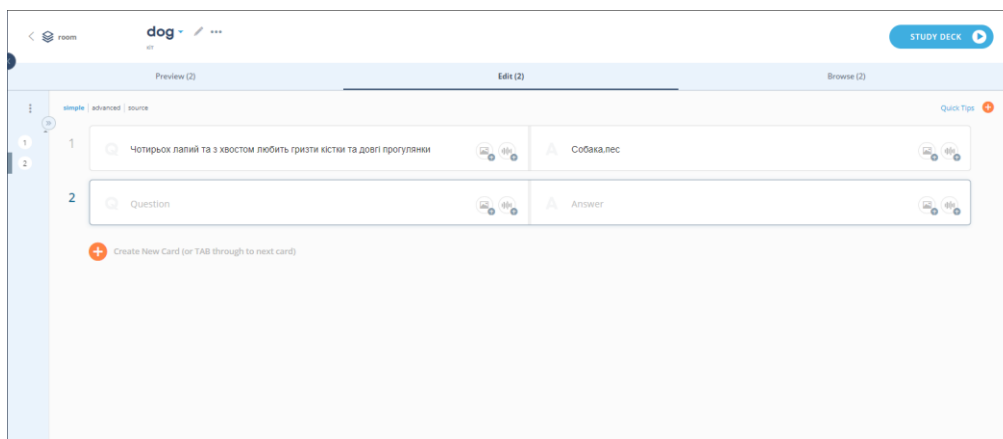 room
dog
STUDY DECK
Preview (2)
Edit (2)
Browse (2)
simple | advanced | source
Quick Tips
1
2
1
Q
Чотирьох лапий та з хвостом любить гризти кістки та довгі прогулянки
A
Собака.пес
2
Q
Question
A
Answer
Create New Card (or TAB through to next card)